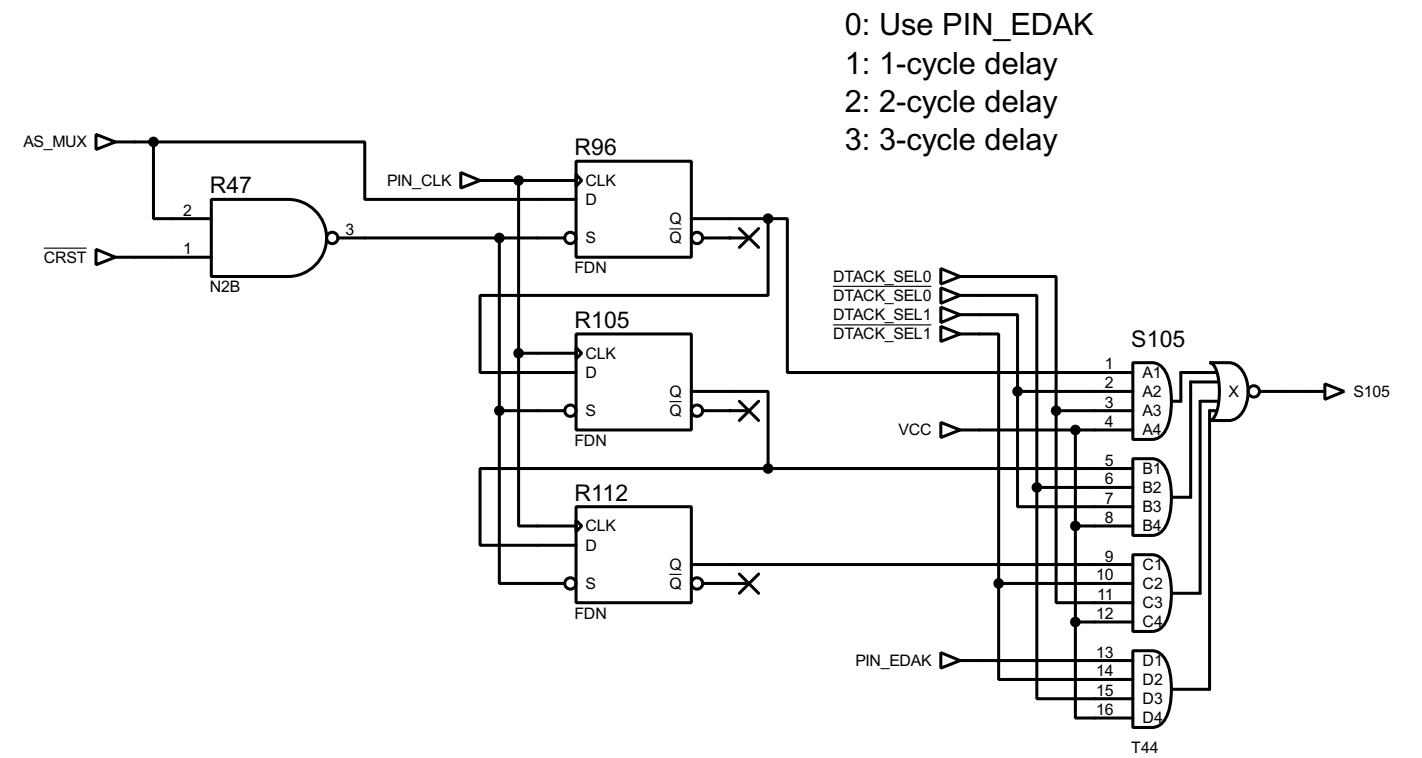 0: Use PIN_EDAK
1: 1-cycle delay
2: 2-cycle delay
3: 3-cycle delay
AS_MUX
R47
2
1
3
CRST
N2B
PIN_CLK
R96
CLK
D
S
Q
Q
FDN
R105
CLK
D
S
Q
Q
FDN
R112
CLK
D
S
Q
Q
FDN
DTACK_SEL0
DTACK_SEL0
DTACK_SEL1
DTACK_SEL1
VCC
PIN_EDAK
S105
1 A1
2 A2
3 A3
4 A4
5 B1
6 B2
7 B3
8 B4
9 C1
10 C2
11 C3
12 C4
13 D1
14 D2
15 D3
16 D4
X
S105
T44